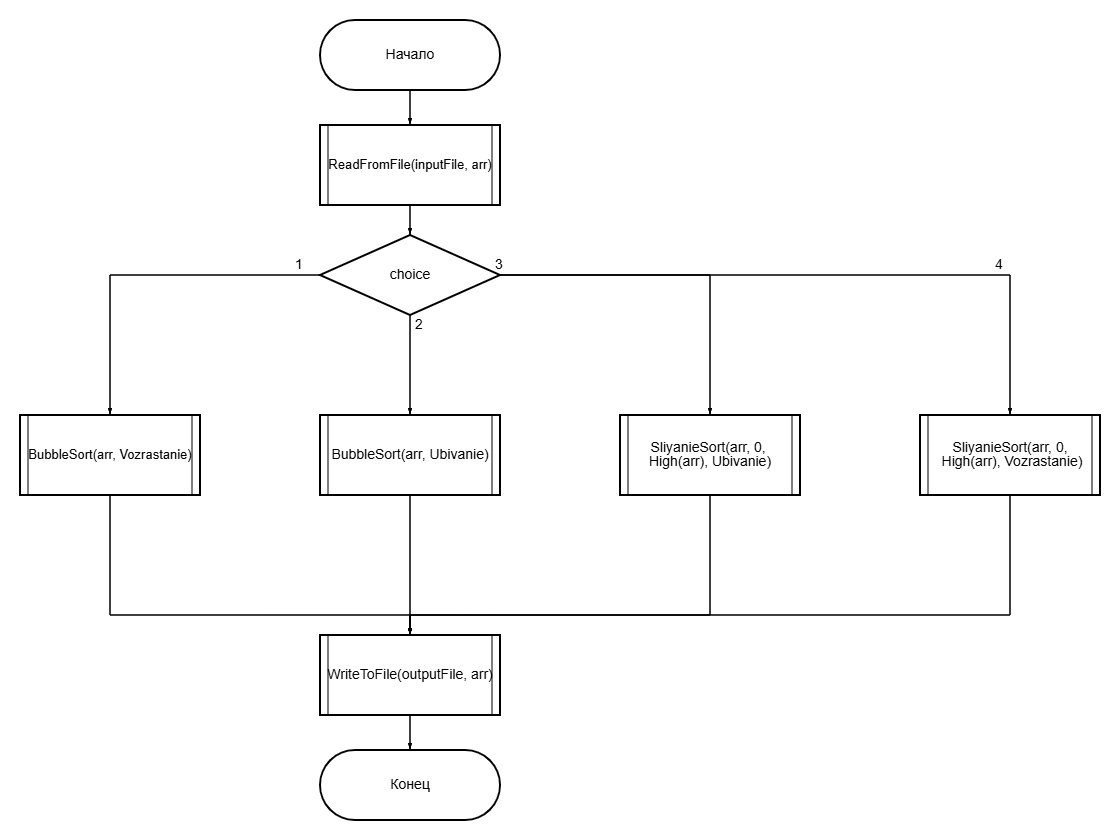 Начало
ReadFromFile(inputFile, arr)
1
3
4
choice
2
BubbleSort(arr, Vozrastanie)
BubbleSort(arr, Ubivanie)
SliyanieSort(arr, 0,
High(arr), Ubivanie)
SliyanieSort(arr, 0,
High(arr), Vozrastanie)
WriteToFile(outputFile, arr)
Конец